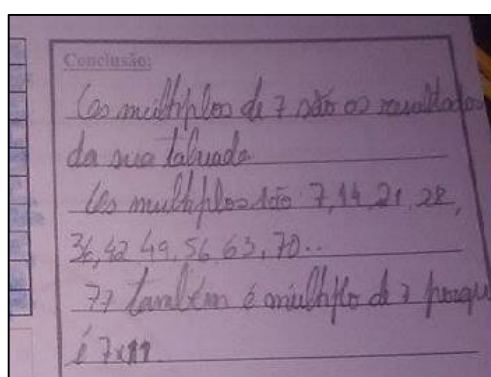 Conclusão:
Os múltiplos de 7 são os resultados
da sua tabuada
Os multiplos são 7, 14, 21, 28,
36, 42, 49, 56, 63, 70..
77 também é múltiplo de 7 porque
é 7x11.